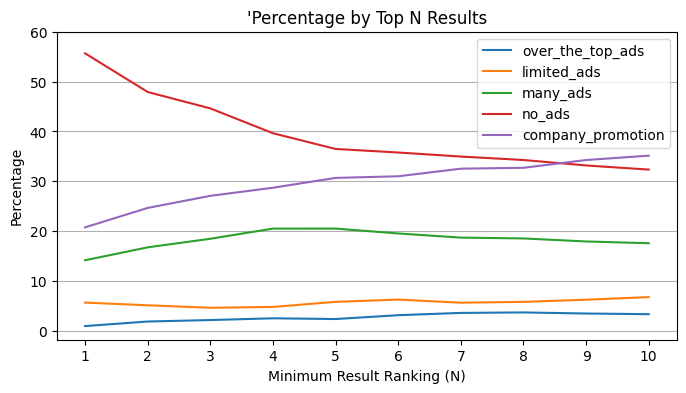 'Percentage by Top N Results
60
50
40
30
20
10
0
Percentage
over_the_top_ads
limited_ads
many_ads
no_ads
company_promotion
1 2 3 4 5 6 7 8 9 10
Minimum Result Ranking (N)